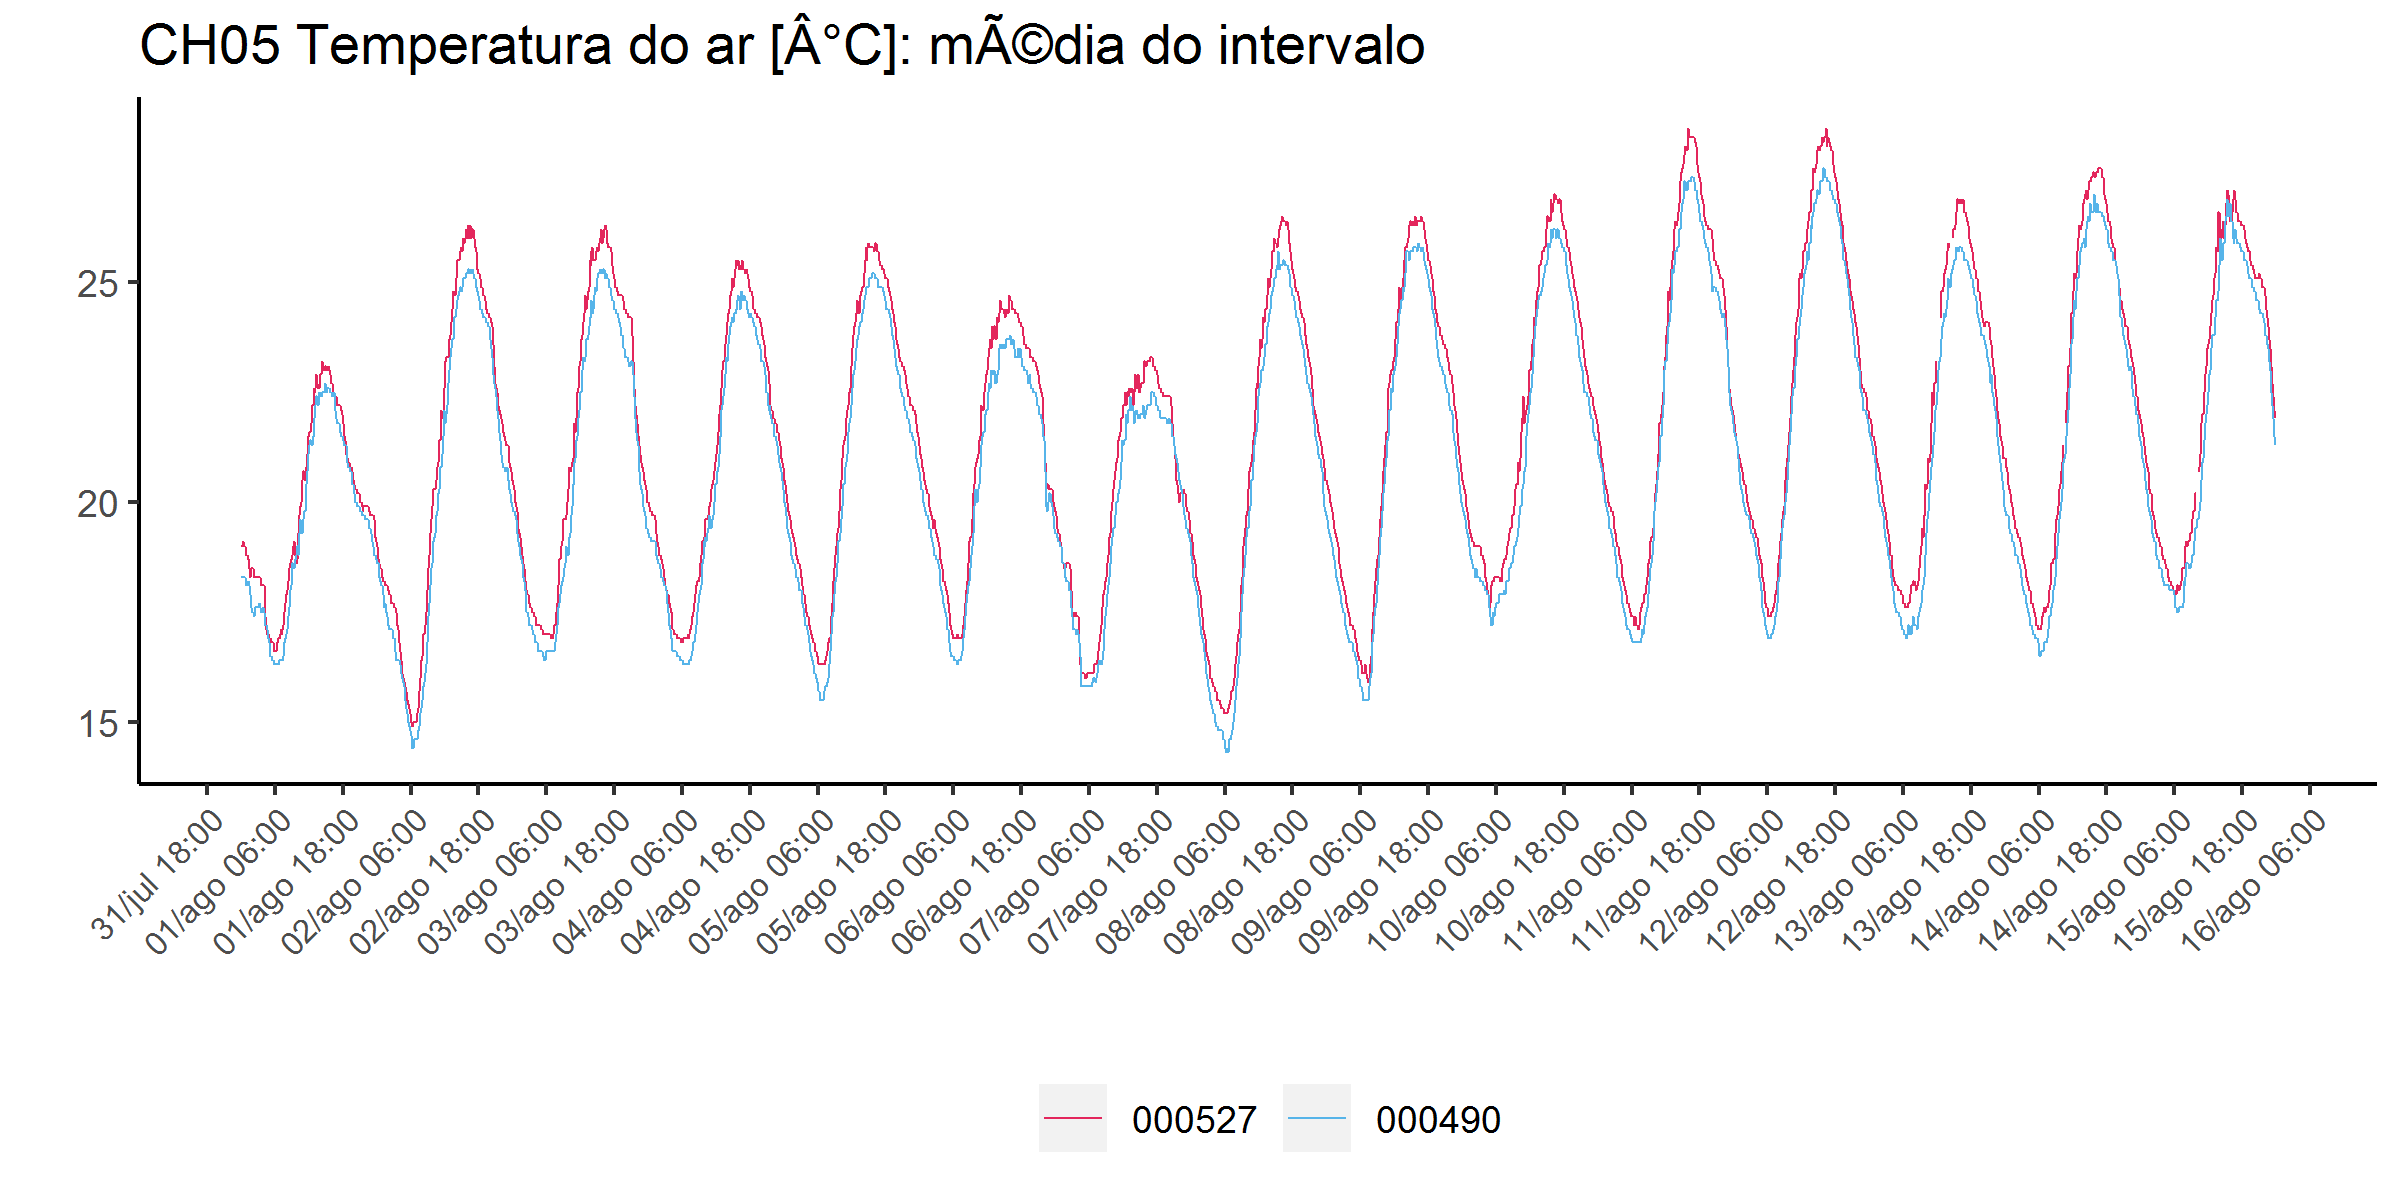 CH05 Temperatura do ar [Â°C]: mÃ©dia do intervalo
25
20
15
31/jul 18:00
01/ago 06:00
01/ago 18:00
02/ago 06:00
02/ago 18:00
03/ago 06:00
03/ago 18:00
04/ago 06:00
04/ago 18:00
05/ago 06:00
05/ago 18:00
06/ago 06:00
06/ago 18:00
07/ago 06:00
07/ago 18:00
08/ago 06:00
08/ago 18:00
09/ago 06:00
09/ago 18:00
10/ago 06:00
10/ago 18:00
11/ago 06:00
11/ago 18:00
12/ago 06:00
12/ago 18:00
13/ago 06:00
13/ago 18:00
14/ago 06:00
14/ago 18:00
15/ago 06:00
15/ago 18:00
16/ago 06:00
000527 000490